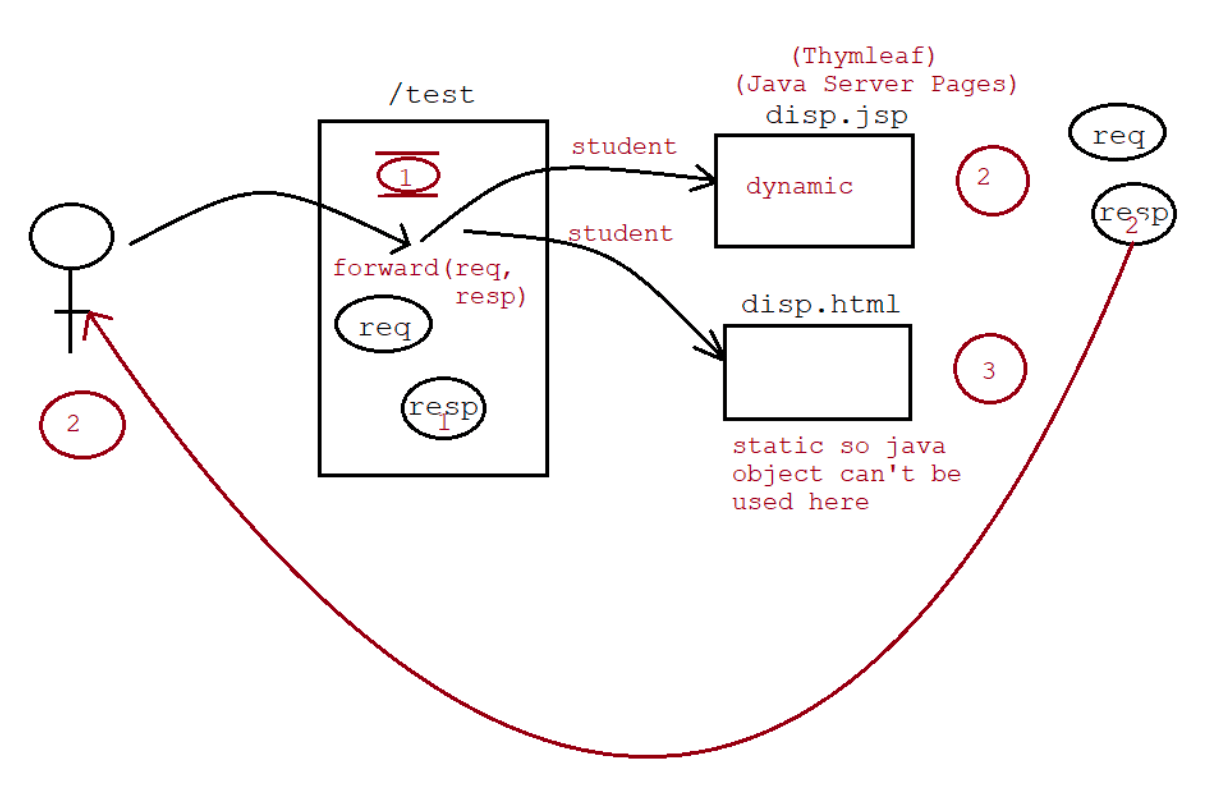 (Thymleaf)
(Java Server Pages)
/test
disp.jsp
req
student
1
dynamic
2
resp
2
student
forward(req,
resp)
disp.html
req
3
2
resp
1
static so java
object can't be
used here